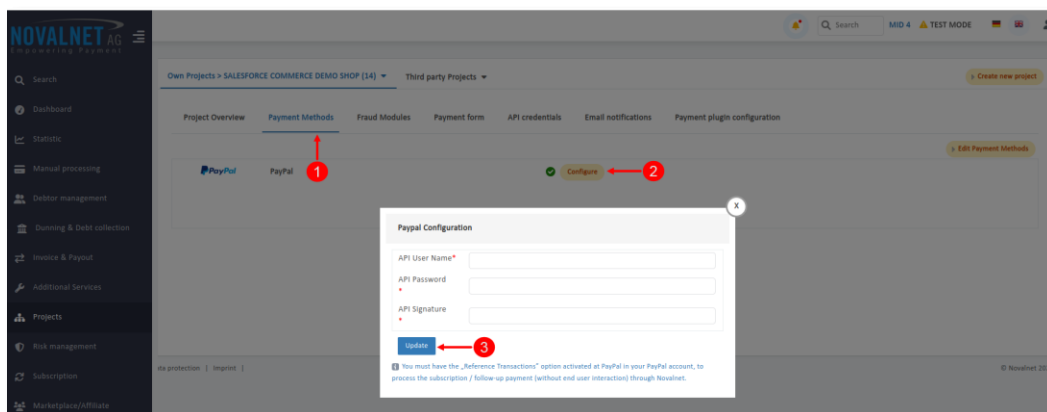 NOVALNET AG
Empowering Payment
Search
MID 4
TEST MODE
Search
Dashboard
Statistic
Manual processing
Debtor management
Dunning & Debt collection
Invoice & Payout
Additional Services
Projects
Risk management
Subscription
Marketplace/Affiliate
Own Projects > SALESFORCE COMMERCE DEMO SHOP (14)
Third party Projects
> Create new project
Project Overview
Payment Methods
Fraud Modules
Payment form
API credentials
Email notifications
Payment plugin configuration
> Edit Payment Methods
1
PayPal
PayPal
Configure
2
X
Paypal Configuration
API User Name*
API Password
*
API Signature
*
Update
3
i You must have the „Reference Transactions" option activated at PayPal in your PayPal account, to
process the subscription / follow-up payment (without end user interaction) through Novalnet.
ta protection | Imprint |
© Novalnet 20